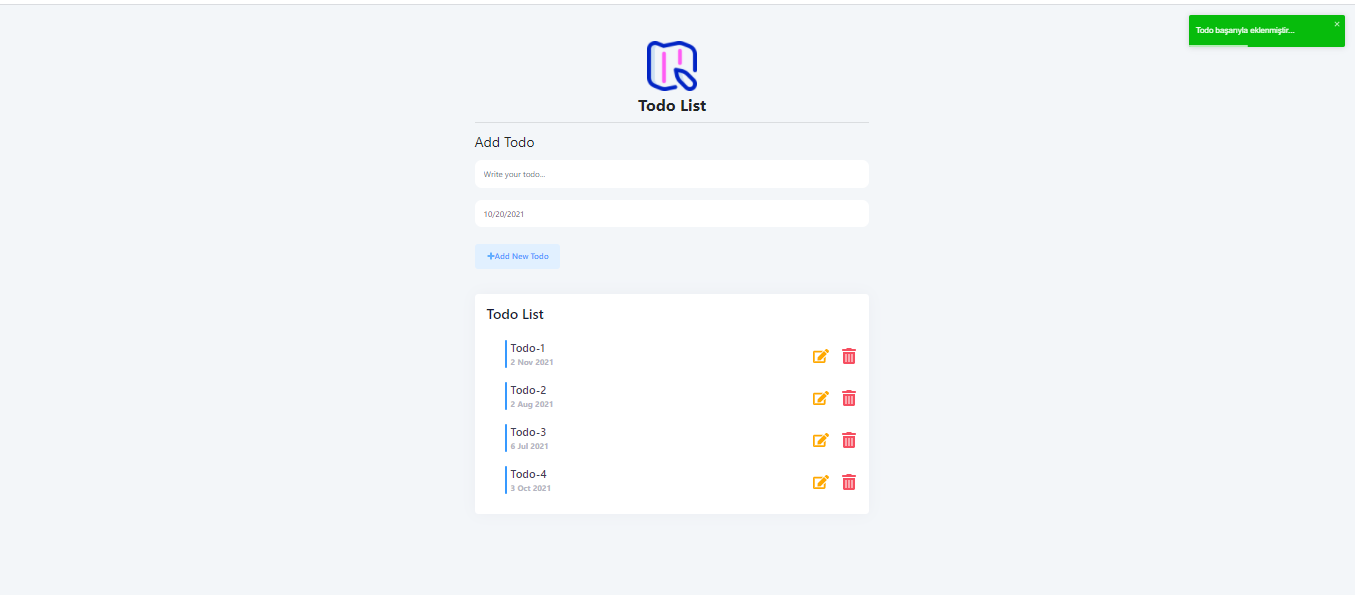 Todo başarıyla eklenmiştir...
Todo List
Add Todo
Write your todo...
10/20/2021
Add New Todo
Todo List
Todo-1
2 Nov 2021
Todo-2
2 Aug 2021
Todo-3
6 Jul 2021
Todo-4
3 Oct 2021